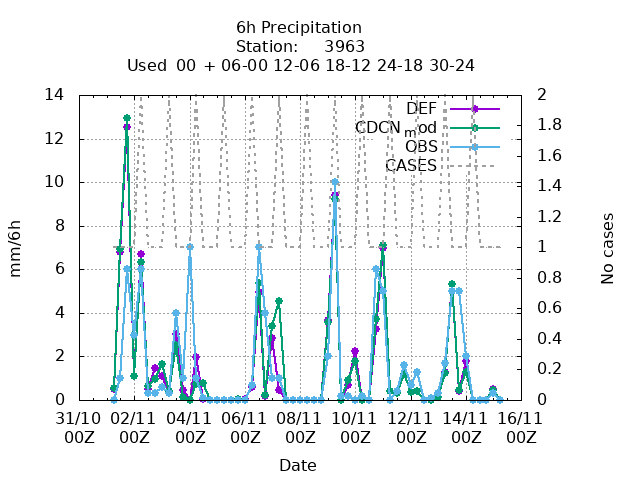 6h Precipitation
Station: 3963
Used 00 + 06-00 12-06 18-12 24-18 30-24
14 2
DEF
CDCN_mod
OBS
CASES
12 1.8
1.6
10 1.4
8 1.2
mm/6h
No cases
1
6 0.8
4 0.6
0.4
2 0.2
0 0
31/10 02/11 04/11 06/11 08/11 10/11 12/11 14/11 16/11
00Z 00Z 00Z 00Z 00Z 00Z 00Z 00Z 00Z
Date